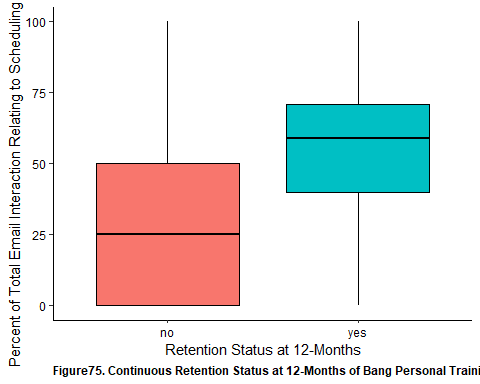 Percent of Total Email Interaction Relating to Scheduling
100
75
50
25
0
no yes
Retention Status at 12-Months
Figure75. Continuous Retention Status at 12-Months of Bang Personal Traini